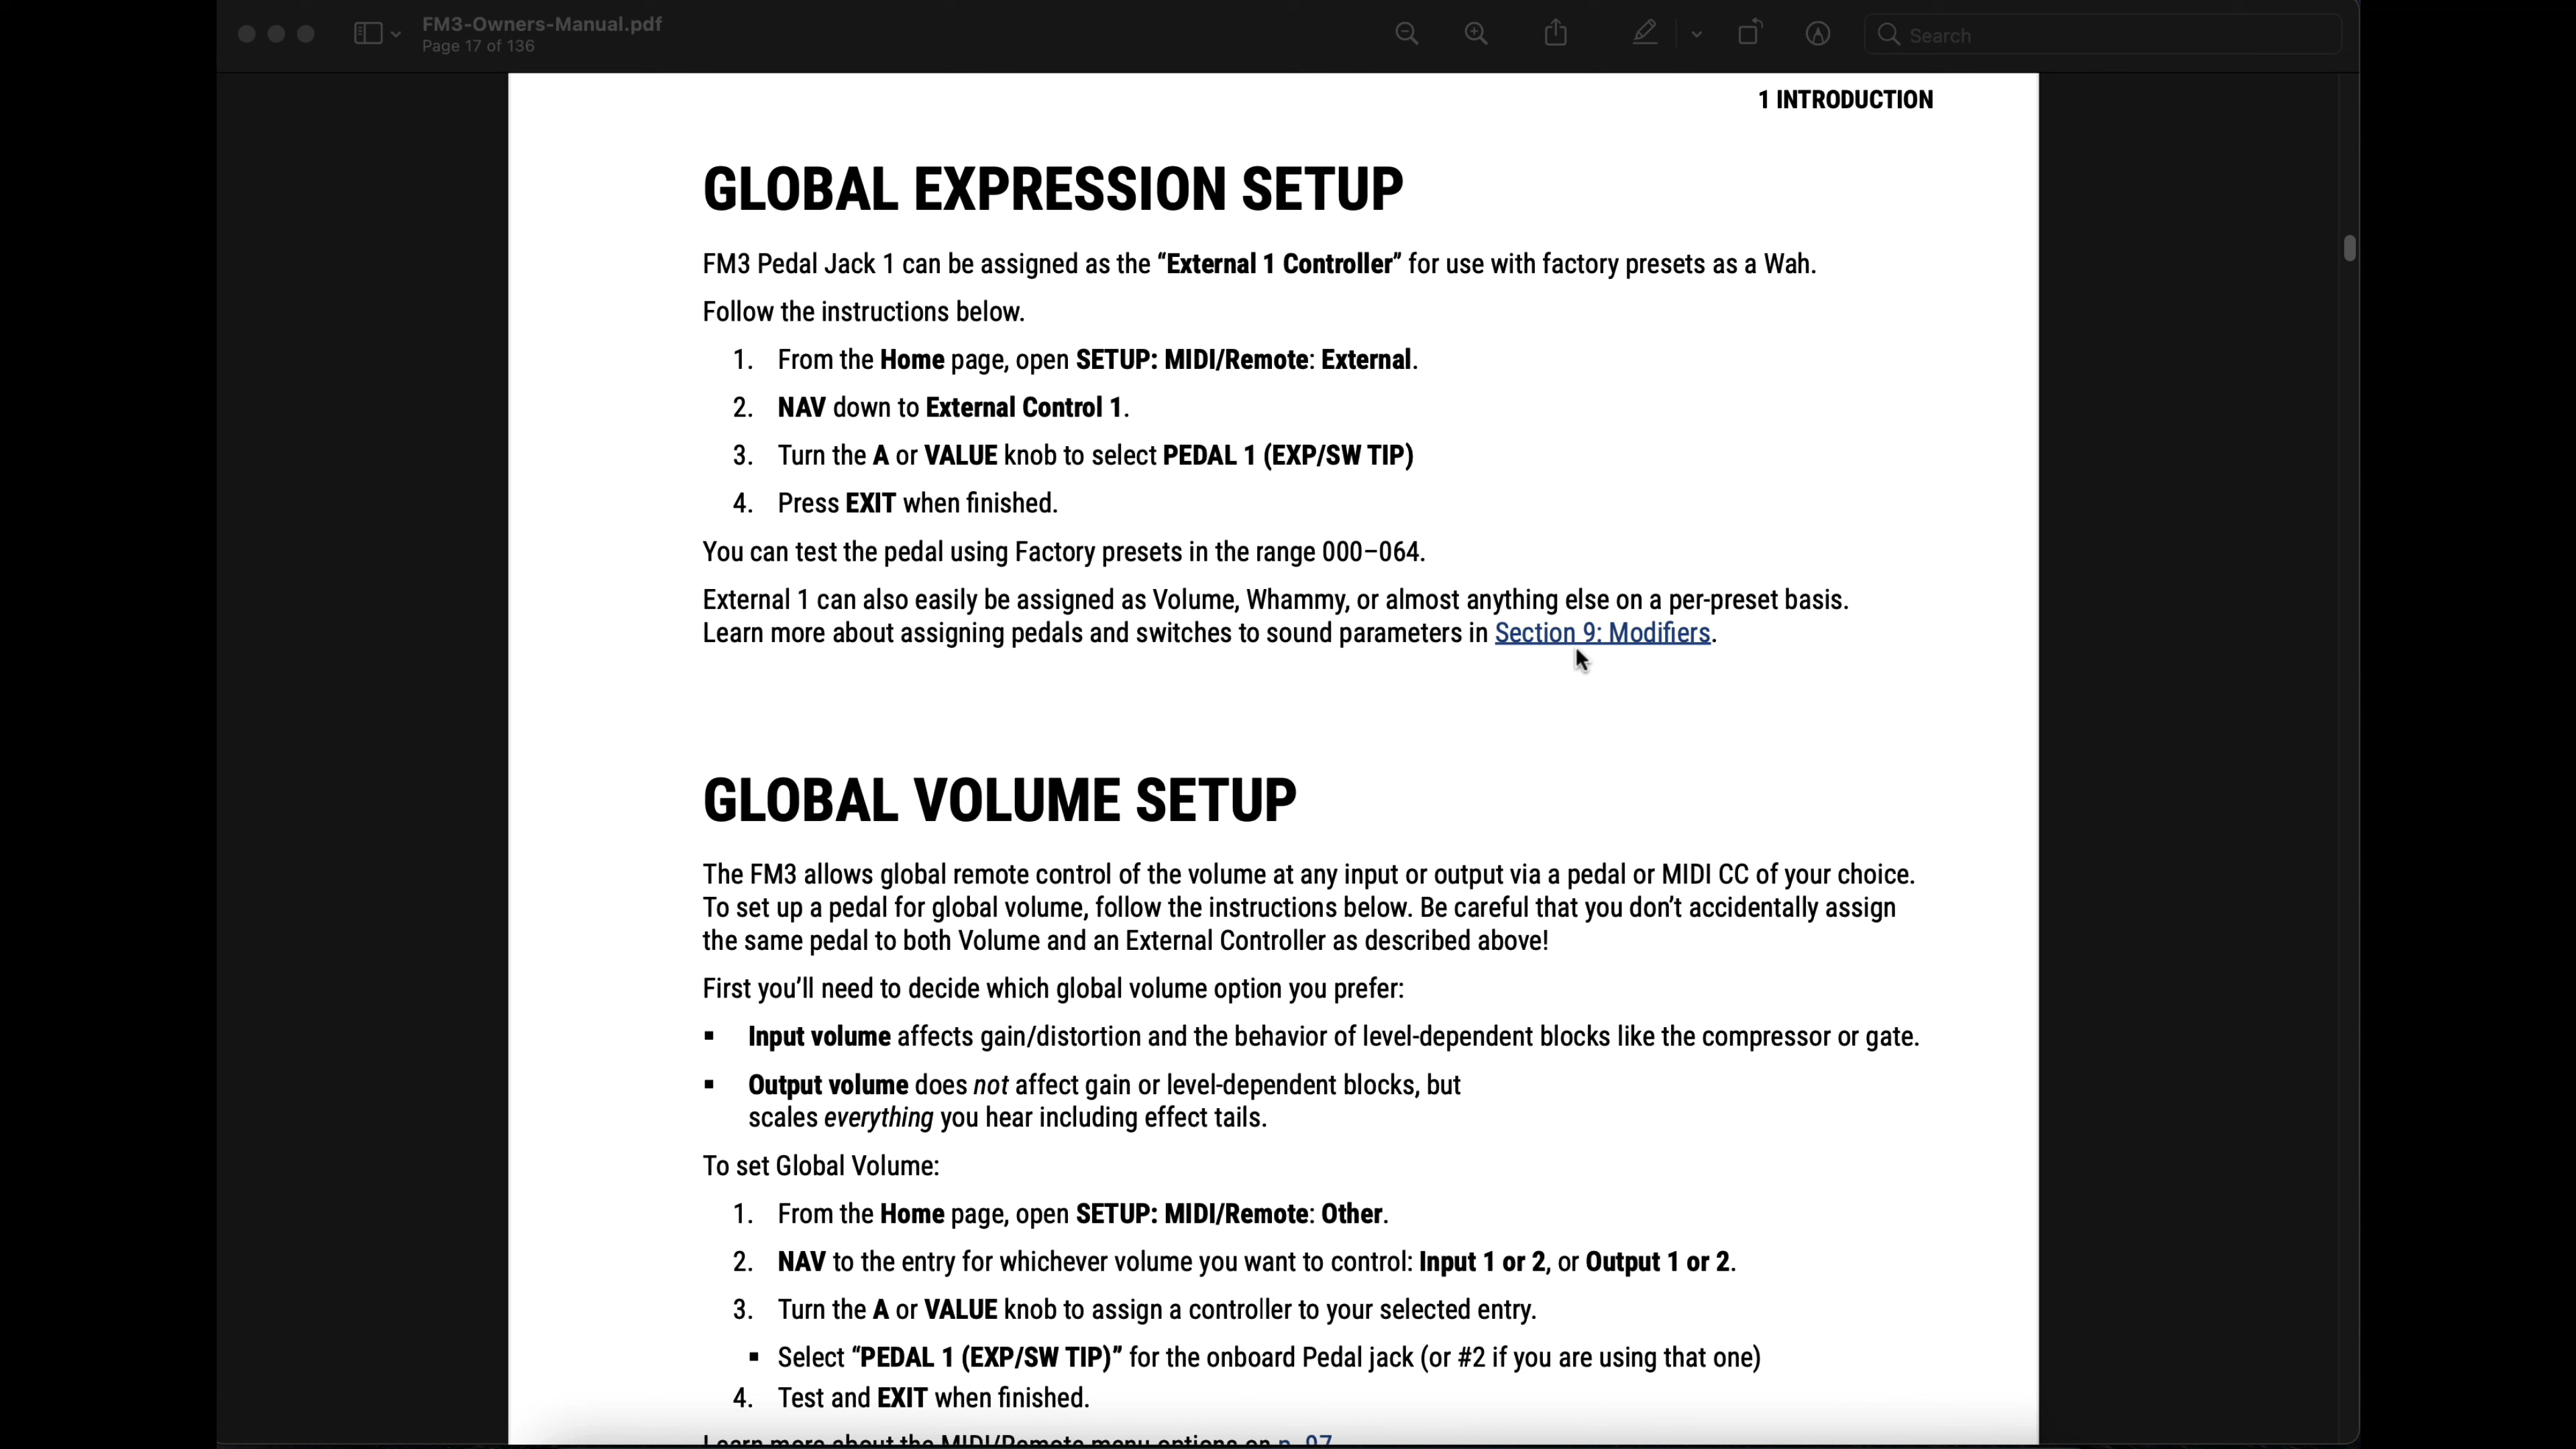 FM3-Owners-Manual.pdf
Page 17 of 136
Search
1 INTRODUCTION
GLOBAL EXPRESSION SETUP
FM3 Pedal Jack 1 can be assigned as the “External 1 Controller” for use with factory presets as a Wah.
Follow the instructions below.
1. From the Home page, open SETUP: MIDI/Remote: External.
2. NAV down to External Control 1.
3. Turn the A or VALUE knob to select PEDAL 1 (EXP/SW TIP)
4. Press EXIT when finished.
You can test the pedal using Factory presets in the range 000–064.
External 1 can also easily be assigned as Volume, Whammy, or almost anything else on a per-preset basis.
Learn more about assigning pedals and switches to sound parameters in Section 9: Modifiers.
GLOBAL VOLUME SETUP
The FM3 allows global remote control of the volume at any input or output via a pedal or MIDI CC of your choice.
To set up a pedal for global volume, follow the instructions below. Be careful that you don’t accidentally assign
the same pedal to both Volume and an External Controller as described above!
First you’ll need to decide which global volume option you prefer:
▪ Input volume affects gain/distortion and the behavior of level-dependent blocks like the compressor or gate.
▪ Output volume does not affect gain or level-dependent blocks, but
scales everything you hear including effect tails.
To set Global Volume:
1. From the Home page, open SETUP: MIDI/Remote: Other.
2. NAV to the entry for whichever volume you want to control: Input 1 or 2, or Output 1 or 2.
3. Turn the A or VALUE knob to assign a controller to your selected entry.
▪ Select “PEDAL 1 (EXP/SW TIP)” for the onboard Pedal jack (or #2 if you are using that one)
4. Test and EXIT when finished.
Learn more about the MIDI/Remote menu options on p. 97